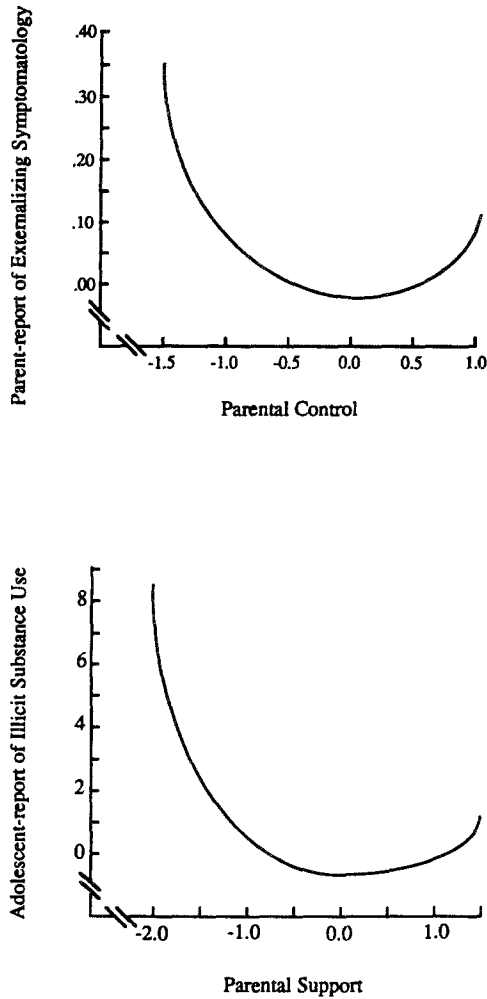 Parent-report of Externalizing Symptomatology
.40
.30
.20
.10
.00
-1.5 -1.0 -0.5 0.0 0.5 1.0
Parental Control
Adolescent-report of Illicit Substance Use
8
6
4
2
0
-2.0 -1.0 0.0 1.0
Parental Support